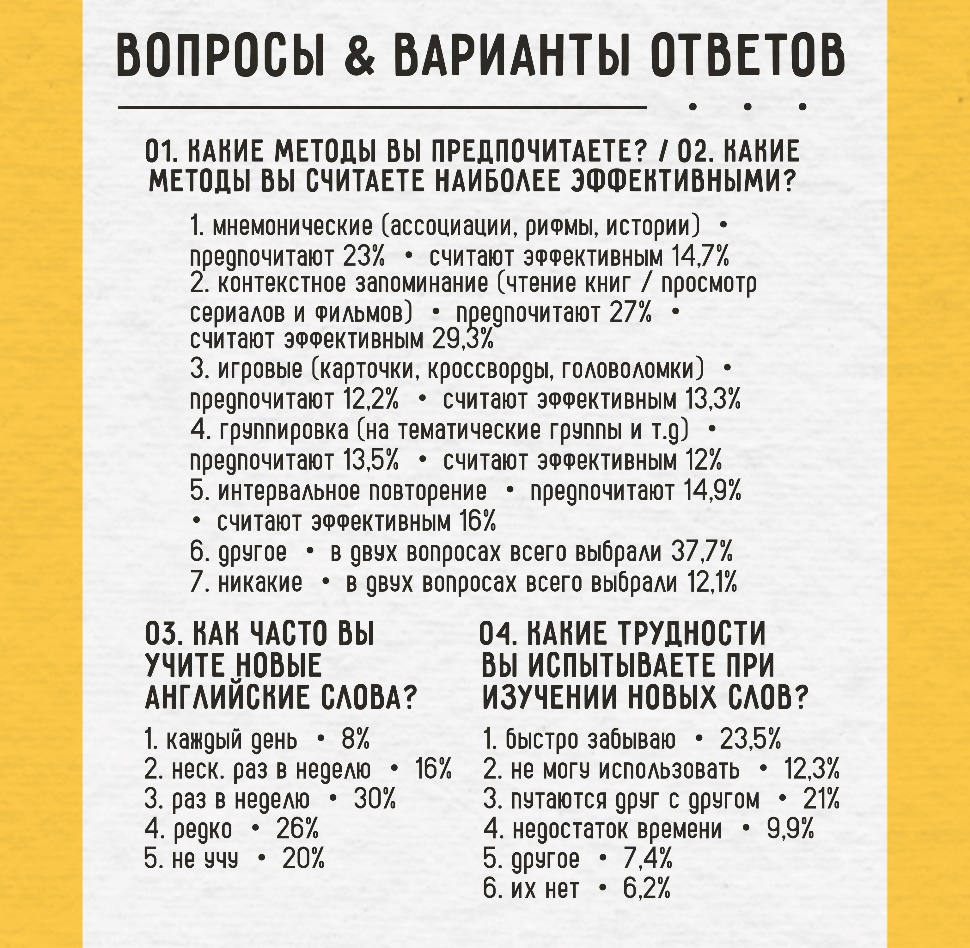 ВОПРОСЫ & ВАРИАНТЫ ОТВЕТОВ
01. КАКИЕ МЕТОДЫ ВЫ ПРЕДПОЧИТАЕТЕ? / 02. КАКИЕ
МЕТОДЫ ВЫ СЧИТАЕТЕ НАИБОЛЕЕ ЭФФЕКТИВНЫМИ?
1. мнемонические (ассоциации, рифмы, истории) •
предпочитают 23% • считают эффективным 14,7%
2. контекстное запоминание (чтение книг / просмотр
сериалов и фильмов) • предпочитают 27% •
считают эффективным 29,3%
3. игровые (карточки, кроссворды, головоломки) •
предпочитают 12,2% • считают эффективным 13,3%
4. группировка (на тематические группы и т.д) •
предпочитают 13,5% • считают эффективным 12%
5. интервальное повторение • предпочитают 14,9%
• считают эффективным 16%
6. другое • в двух вопросах всего выбрали 37,7%
7. никакие • в двух вопросах всего выбрали 12,1%
03. КАК ЧАСТО ВЫ
УЧИТЕ НОВЫЕ
АНГЛИЙСКИЕ СЛОВА?
1. каждый день • 8%
2. неск. раз в неделю • 16%
3. раз в неделю • 30%
4. редко • 26%
5. не учу • 20%
04. КАКИЕ ТРУДНОСТИ
ВЫ ИСПЫТЫВАЕТЕ ПРИ
ИЗУЧЕНИИ НОВЫХ СЛОВ?
1. быстро забываю • 23,5%
2. не могу использовать • 12,3%
3. путаются друг с другом • 21%
4. недостаток времени • 9,9%
5. другое • 7,4%
6. их нет • 6,2%